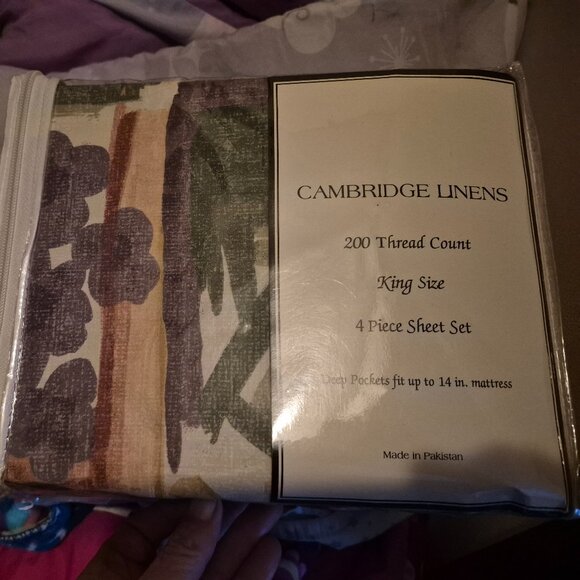 CAMBRIDGE LINENS
200 Thread Count
King Size
4 Piece Sheet Set
Deep Pockets fit up to 14 in. mattress
Made in Pakistan